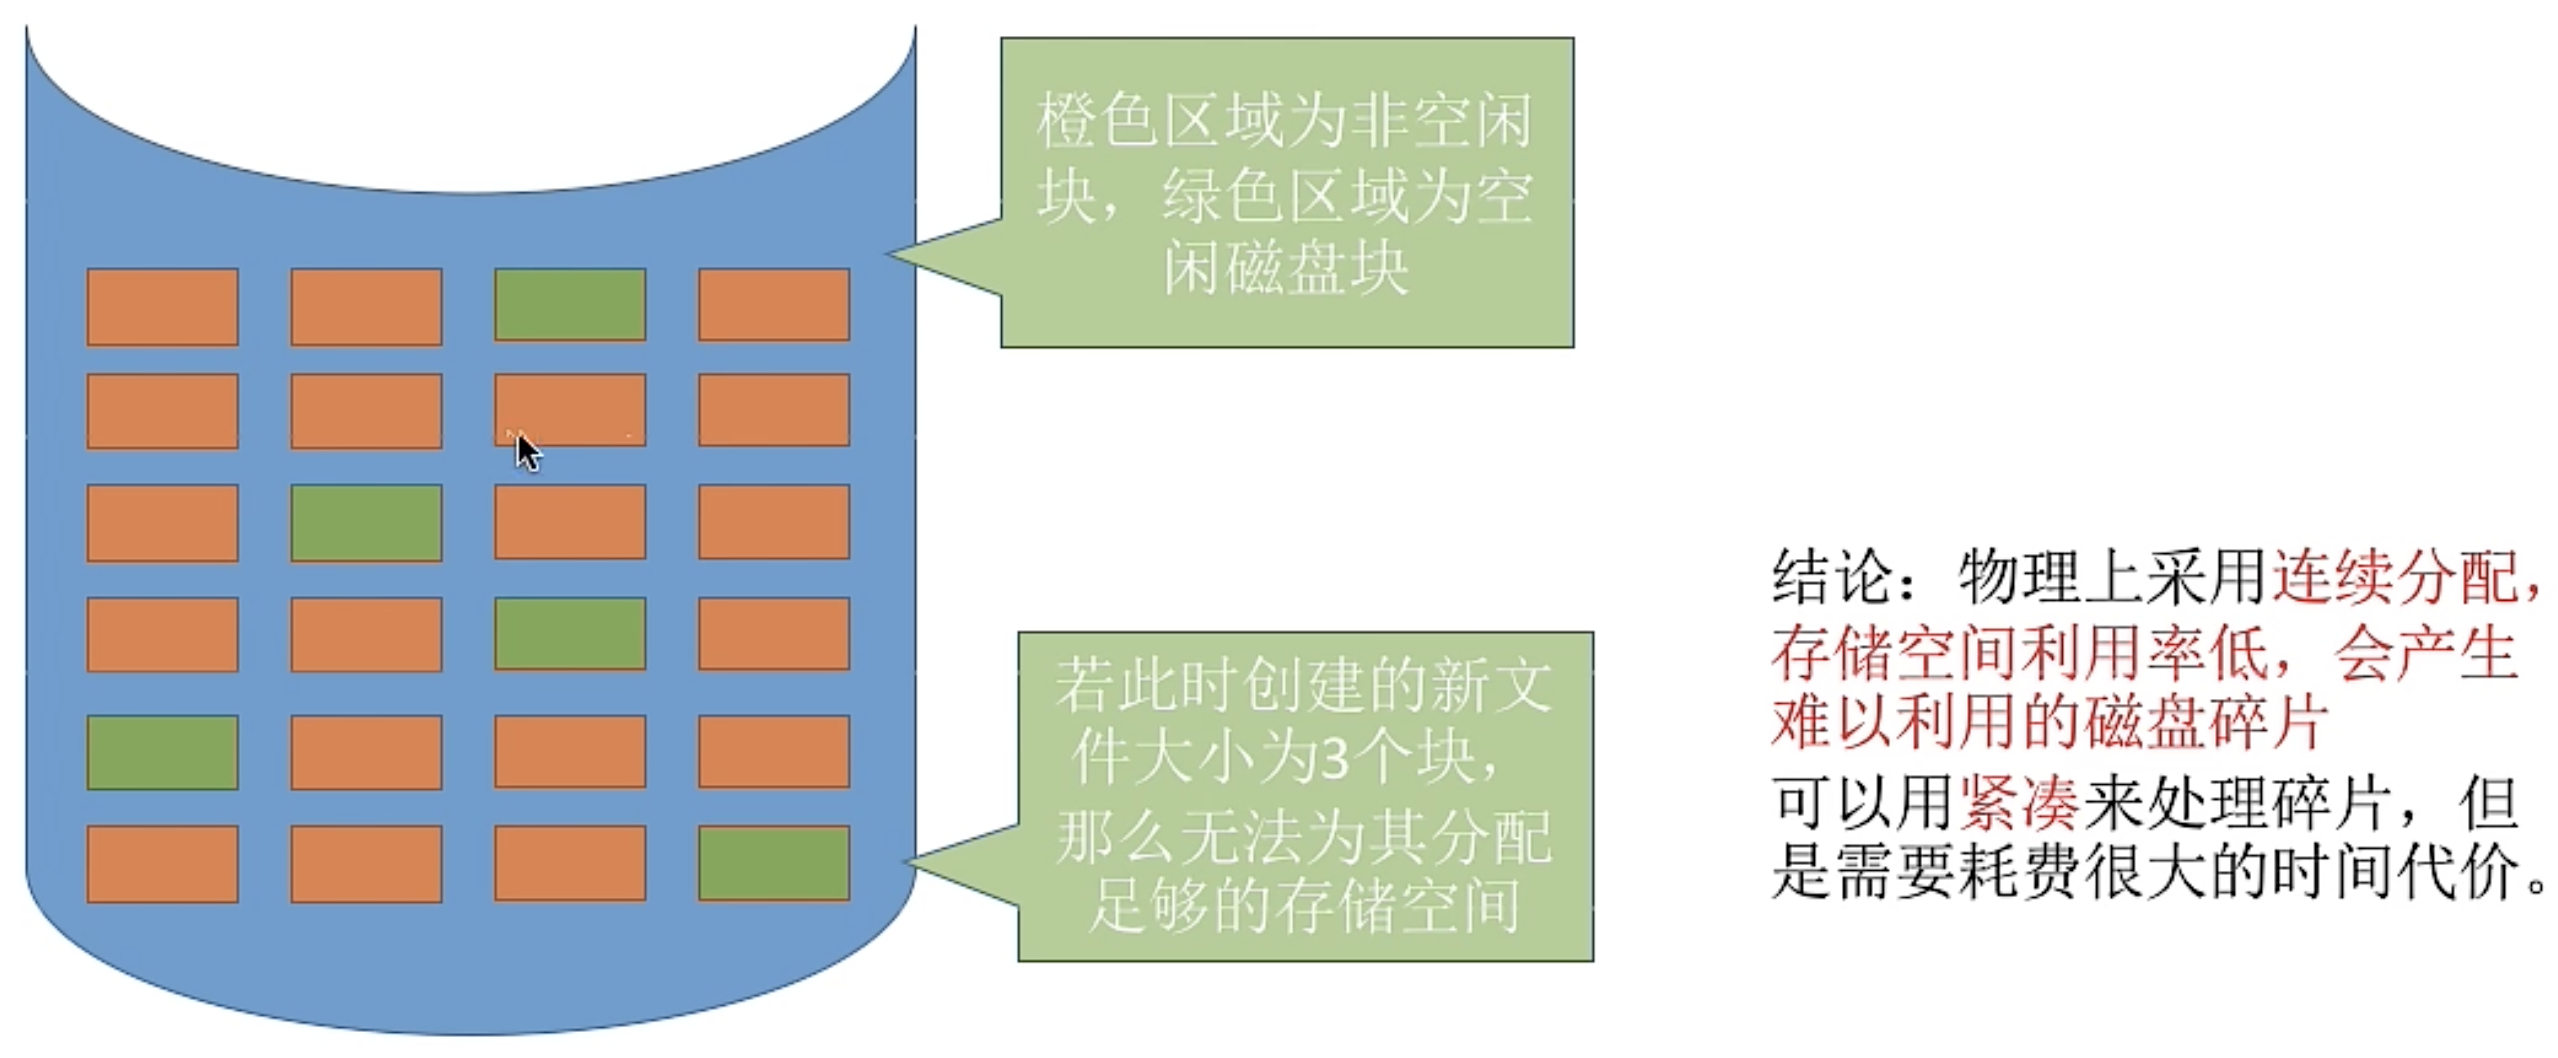 橙色区域为非空闲
块，绿色区域为空
闲磁盘块
若此时创建的新文
件大小为3个块，
那么无法为其分配
足够的存储空间
结论：物理上采用连续分配，
存储空间利用率低，会产生
难以利用的磁盘碎片
可以用紧凑来处理碎片，但
是需要耗费很大的时间代价。